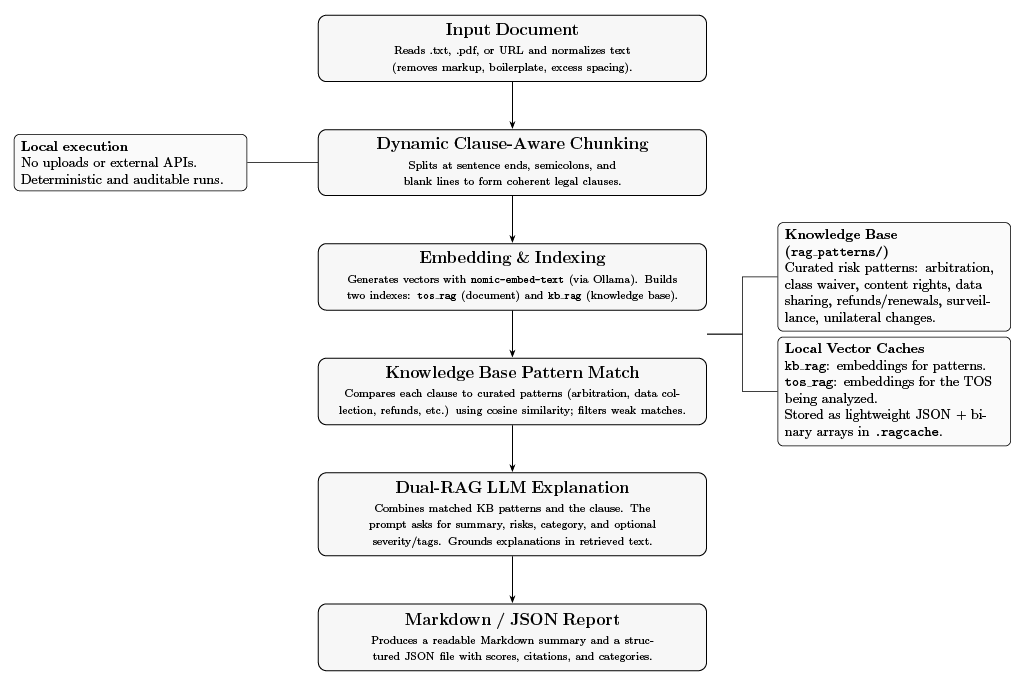 Input Document
Reads .txt, .pdf, or URL and normalizes text
(removes markup, boilerplate, excess spacing).
Local execution
No uploads or external APIs.
Deterministic and auditable runs.
Dynamic Clause-Aware Chunking
Splits at sentence ends, semicolons, and
blank lines to form coherent legal clauses.
Embedding & Indexing
Generates vectors with nomic-embed-text (via Ollama). Builds
two indexes: tos_rag (document) and kb_rag (knowledge base).
Knowledge Base
(rag_patterns/)
Curated risk patterns: arbitration,
class waiver, content rights, data
sharing, refunds/renewals, surveil-
lance, unilateral changes.
Local Vector Caches
kb_rag: embeddings for patterns.
tos_rag: embeddings for the TOS
being analyzed.
Stored as lightweight JSON + bi-
nary arrays in .ragcache.
Knowledge Base Pattern Match
Compares each clause to curated patterns (arbitration, data col-
lection, refunds, etc.) using cosine similarity; filters weak matches.
Dual-RAG LLM Explanation
Combines matched KB patterns and the clause. The
prompt asks for summary, risks, category, and optional
severity/tags. Grounds explanations in retrieved text.
Markdown / JSON Report
Produces a readable Markdown summary and a struc-
tured JSON file with scores, citations, and categories.